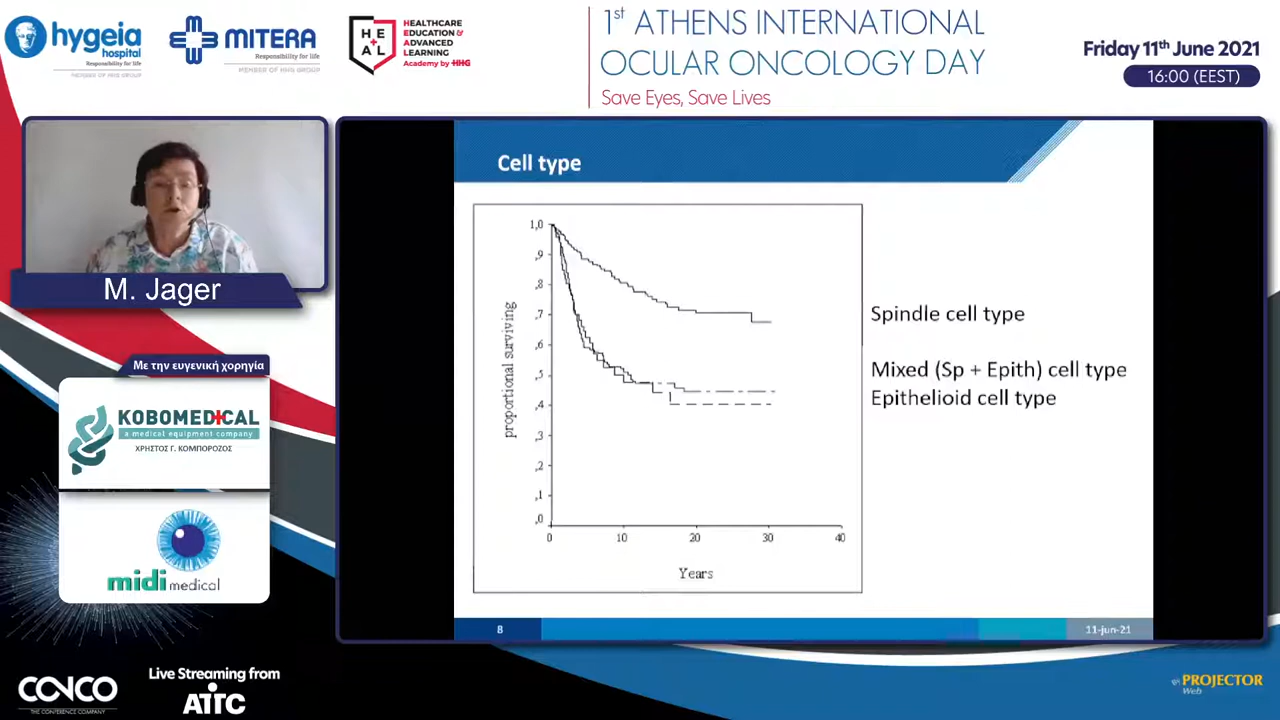 hygeia
hospital
Responsibility for life
MEMBER OF HHG GROUP
MITERA
Responsibility for life
MEMBER OF HHG GROUP
HE
AL
HEALTHCARE
EDUCATION &
ADVANCED
LEARNING
Academy by HHG
1st ATHENS INTERNATIONAL
OCULAR ONCOLOGY DAY
Save Eyes, Save Lives
Friday 11th June 2021
16:00 (EEST)
M. Jager
Με την ευγενική χορηγία
KOBOMEDICAL
a medical equipment company
ΧΡΗΣΤΟΣ Γ. ΚΟΜΠΟΡΟΖΟΣ
midi medical
CONCO
THE CONFERENCE COMPANY
Live Streaming from
ATTC
Cell type
proportional surviving
1,0
,9
,8
,7
,6
,5
,4
,3
,2
,1
,0
0 10 20 30 40
Years
Spindle cell type
Mixed (Sp + Epith) cell type
Epithelioid cell type
8
11-jun-21
PROJECTOR
Web